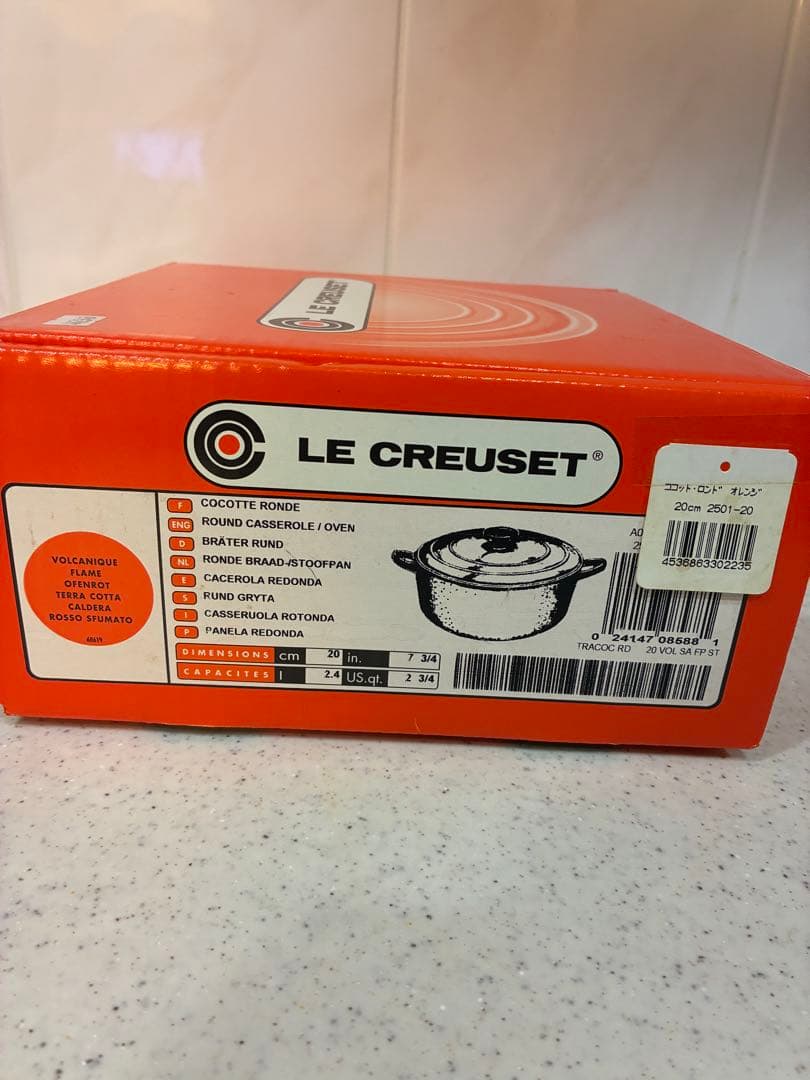 LE CREUSET
LE CREUSET®
VOLCANIQUE
FLAME
OFENROT
TERRA COTTA
CALDERA
ROSSO SFUMATO
60619
F COCOTTE RONDE
ENG ROUND CASSEROLE / OVEN
D BRÄTER RUND
NL RONDE BRAAD-/STOOFPAN
E CACEROLA REDONDA
S RUND GRYTA
I CASSERUOLA ROTONDA
P PANELA REDONDA
DIMENSIONS cm 20 in. 7 3/4
CAPACITES l 2.4 US.qt. 2 3/4
ココット・ロンド オレンジ
20cm 2501-20
4538863302235
0 24147 08588 1
TRACOC RD 20 VOL SA FP ST